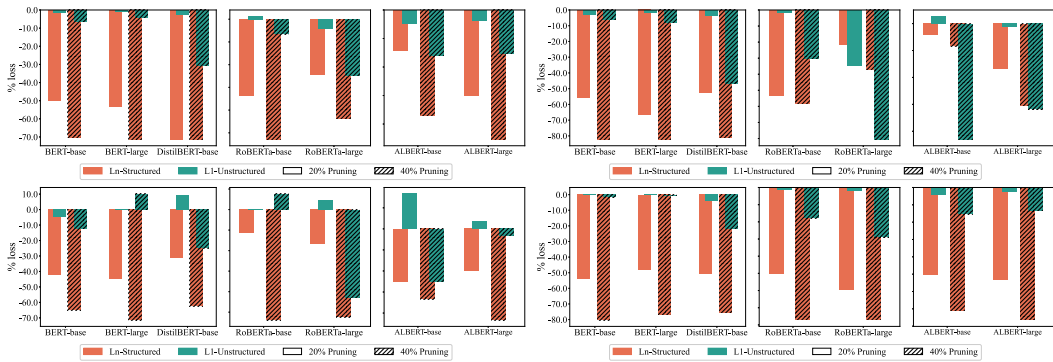 % loss
0.0
-10.0
-20.0
-30.0
-40.0
-50.0
-60.0
-70.0
BERT-base BERT-large DistilBERT-base RoBERTa-base RoBERTa-large ALBERT-base ALBERT-large
Ln-Structured L1-Unstructured 20% Pruning 40% Pruning
% loss
0.0
-10.0
-20.0
-30.0
-40.0
-50.0
-60.0
-70.0
-80.0
BERT-base BERT-large DistilBERT-base RoBERTa-base RoBERTa-large ALBERT-base ALBERT-large
Ln-Structured L1-Unstructured 20% Pruning 40% Pruning
% loss
10.0
0.0
-10.0
-20.0
-30.0
-40.0
-50.0
-60.0
-70.0
BERT-base BERT-large DistilBERT-base RoBERTa-base RoBERTa-large ALBERT-base ALBERT-large
Ln-Structured L1-Unstructured 20% Pruning 40% Pruning
% loss
0.0
-10.0
-20.0
-30.0
-40.0
-50.0
-60.0
-70.0
-80.0
BERT-base BERT-large DistilBERT-base RoBERTa-base RoBERTa-large ALBERT-base ALBERT-large
Ln-Structured L1-Unstructured 20% Pruning 40% Pruning